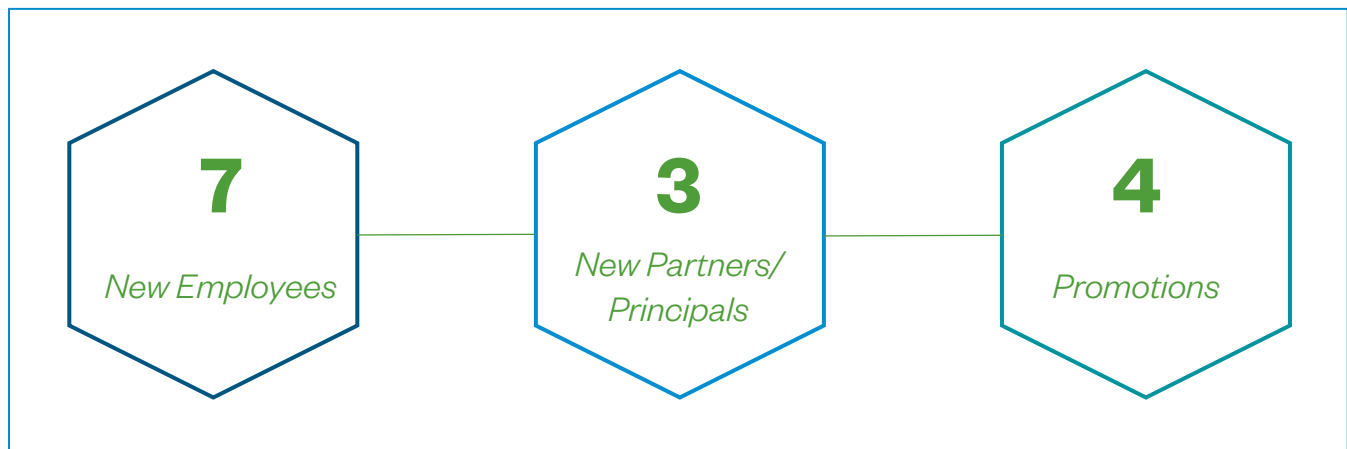 7
New Employees
3
New Partners/
Principals
4
Promotions